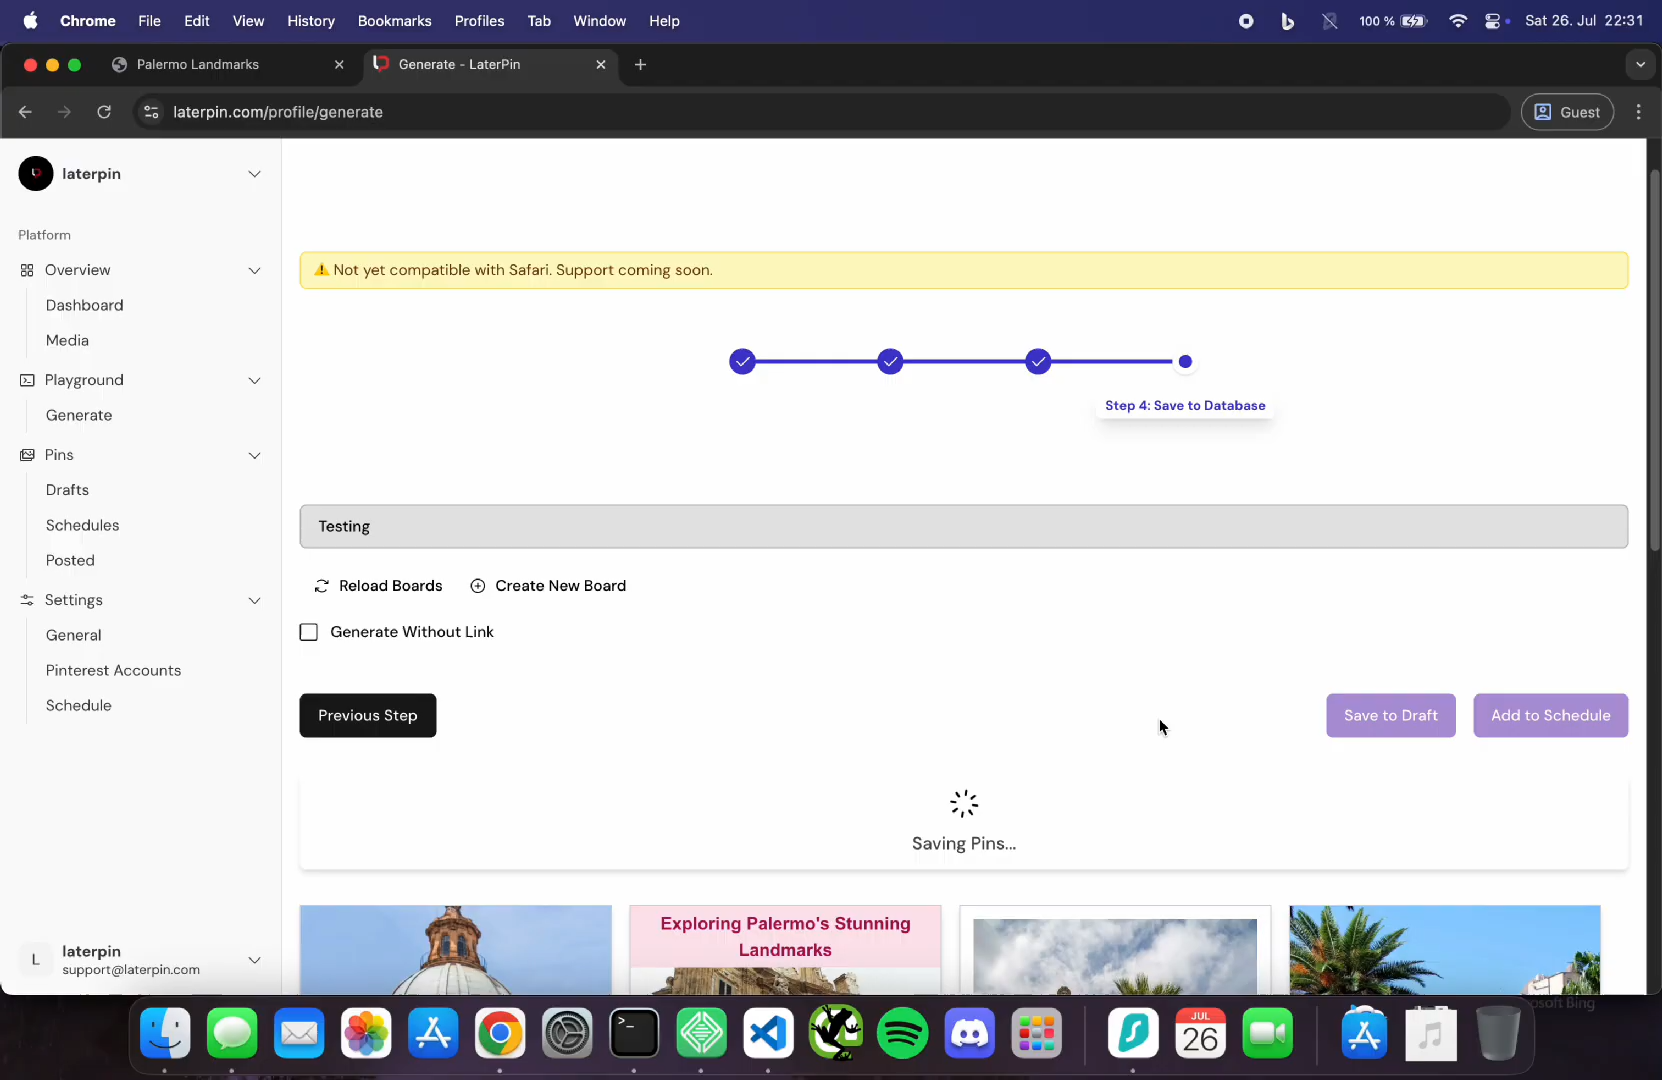 Chrome File Edit View History Bookmarks Profiles Tab Window Help 100 % Sat 26. Jul 22:31
Palermo Landmarks
Generate - LaterPin
laterpin.com/profile/generate
Guest
laterpin
Platform
Overview
Dashboard
Media
Playground
Generate
Pins
Drafts
Schedules
Posted
Settings
General
Pinterest Accounts
Schedule
L
laterpin
support@laterpin.com
Not yet compatible with Safari. Support coming soon.
Step 4: Save to Database
Testing
Reload Boards
Create New Board
Generate Without Link
Previous Step
Save to Draft
Add to Schedule
Saving Pins...
Exploring Palermo's Stunning
Landmarks
osoft Bing
JUL
26